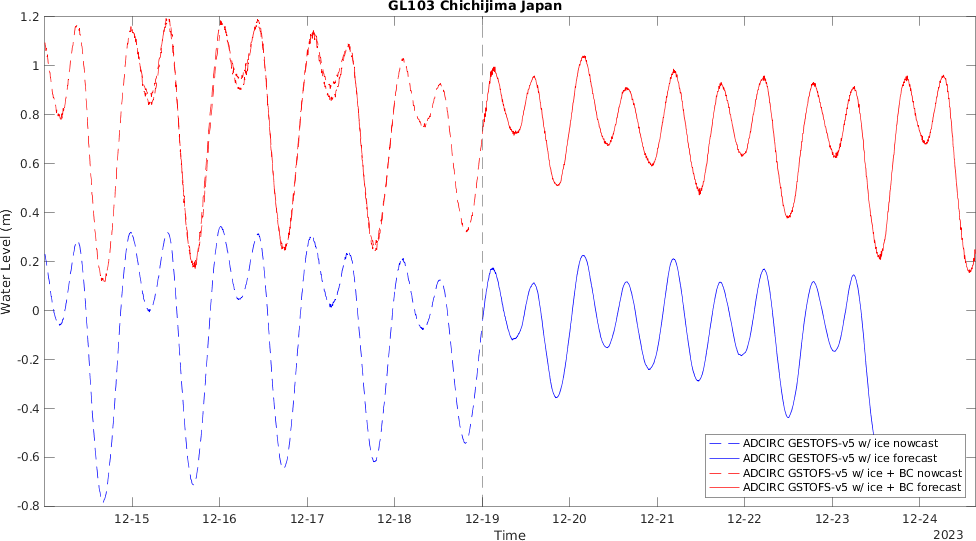 GL103 Chichijima Japan
1.2
1
0.8
0.6
0.4
0.2
0
-0.2
-0.4
-0.6
-0.8
Water Level (m)
ADCIRC GESTOFS-v5 w/ ice nowcast
ADCIRC GESTOFS-v5 w/ ice forecast
ADCIRC GSTOFS-v5 w/ ice + BC nowcast
ADCIRC GSTOFS-v5 w/ ice + BC forecast
12-15 12-16 12-17 12-18 12-19 12-20 12-21 12-22 12-23 12-24
Time
2023